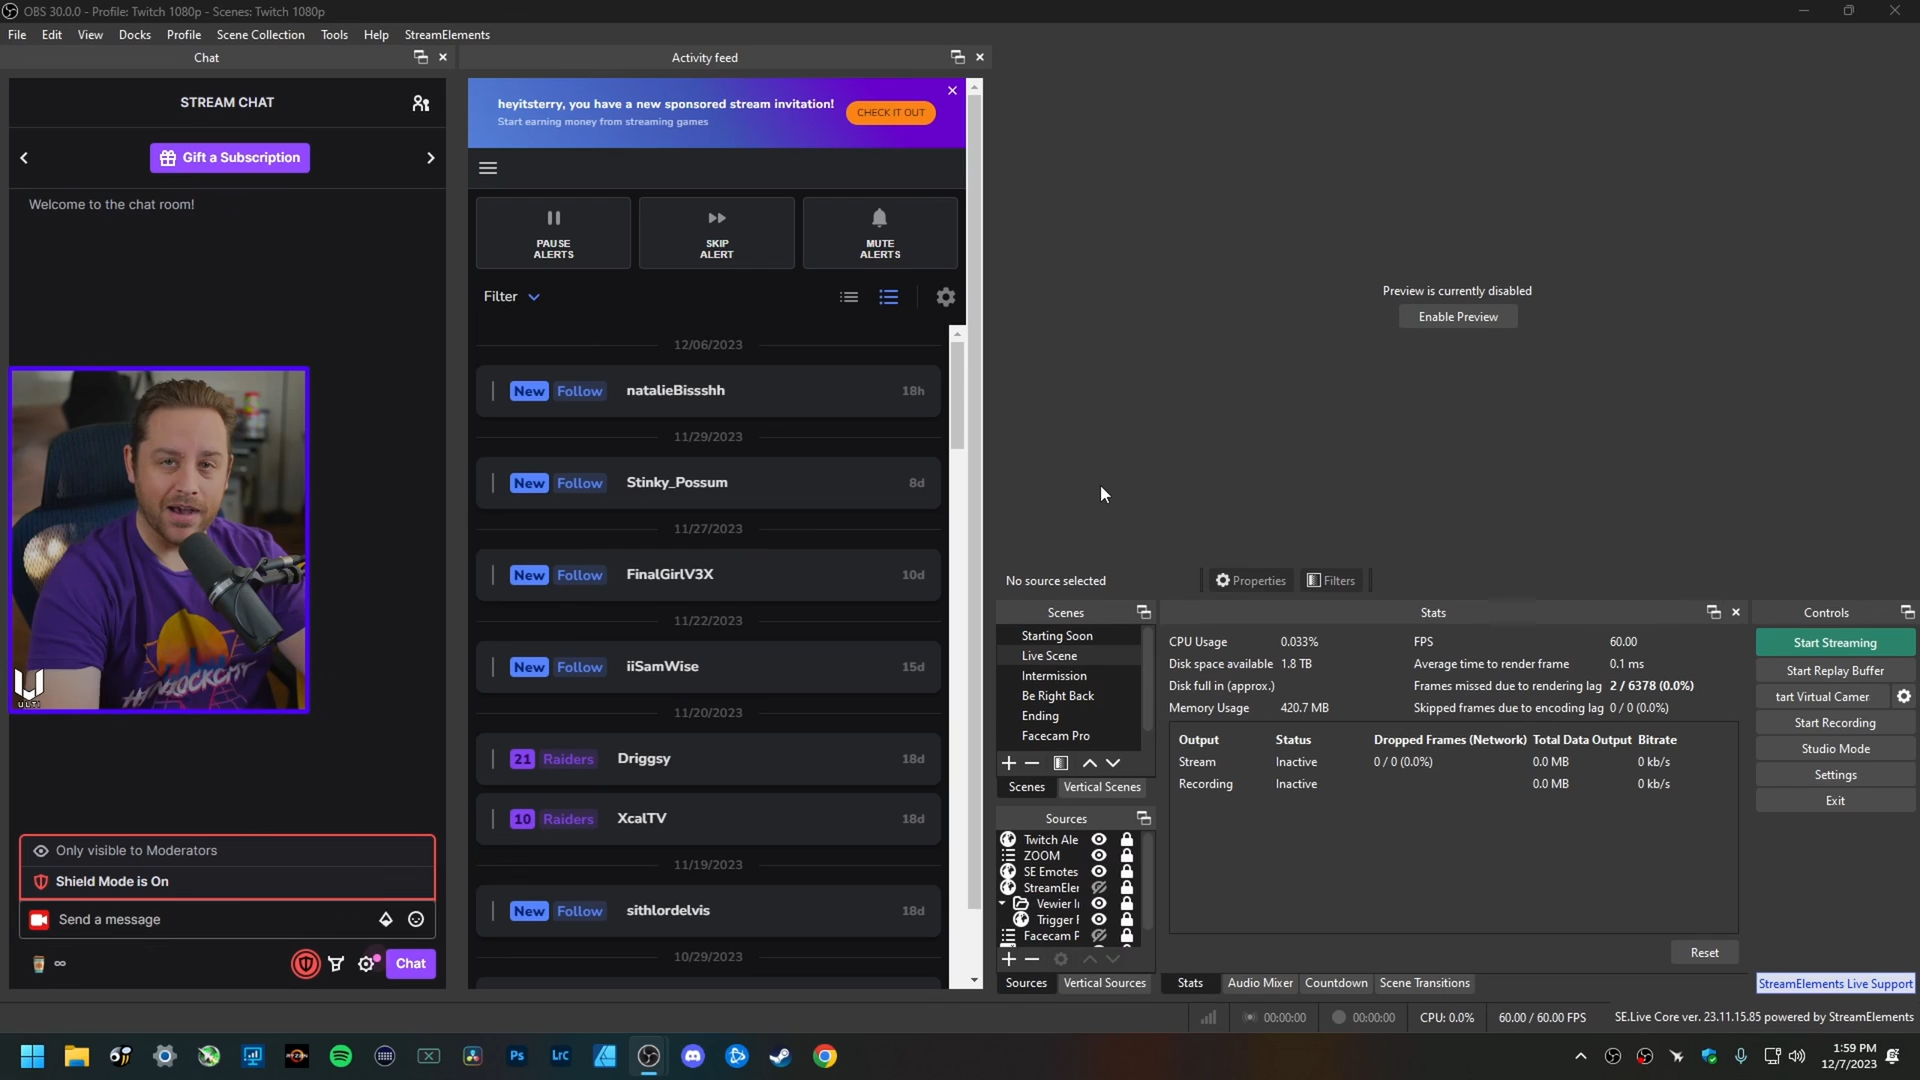 OBS 30.0.0 - Profile: Twitch 1080p - Scenes: Twitch 1080p
File Edit View Docks Profile Scene Collection Tools Help StreamElements
Chat
STREAM CHAT
Gift a Subscription
Welcome to the chat room!
ULTI
Only visible to Moderators
Shield Mode is On
Send a message
Chat
Activity feed
heyitsterry, you have a new sponsored stream invitation!
Start earning money from streaming games
CHECK IT OUT
PAUSE
ALERTS
SKIP
ALERT
MUTE
ALERTS
Filter
12/06/2023
New Follow natalieBissshh 18h
11/29/2023
New Follow Stinky_Possum 8d
11/27/2023
New Follow FinalGirlV3X 10d
11/22/2023
New Follow iiSamWise 15d
11/20/2023
21 Raiders Driggsy 18d
10 Raiders XcalTV 18d
11/19/2023
New Follow sithlordelvis 18d
10/29/2023
Preview is currently disabled
Enable Preview
No source selected
Properties Filters
Scenes
Starting Soon
Live Scene
Intermission
Be Right Back
Ending
Facecam Pro
Scenes Vertical Scenes
Sources
Twitch Ale
ZOOM
SE Emotes
StreamEler
Vewier I
Trigger F
Facecam P
Sources Vertical Sources
Stats
CPU Usage 0.033% FPS 60.00
Disk space available 1.8 TB Average time to render frame 0.1 ms
Disk full in (approx.) Frames missed due to rendering lag 2 / 6378 (0.0%)
Memory Usage 420.7 MB Skipped frames due to encoding lag 0 / 0 (0.0%)
Output Status Dropped Frames (Network) Total Data Output Bitrate
Stream Inactive 0 / 0 (0.0%) 0.0 MB 0 kb/s
Recording Inactive 0.0 MB 0 kb/s
Reset
Stats Audio Mixer Countdown Scene Transitions
Controls
Start Streaming
Start Replay Buffer
tart Virtual Camer
Start Recording
Studio Mode
Settings
Exit
StreamElements Live Support
00:00:00 00:00:00 CPU: 0.0% 60.00 / 60.00 FPS SE.Live Core ver. 23.11.15.85 powered by StreamElements
RYZEN
Ps
Lrc
1:59 PM
12/7/2023